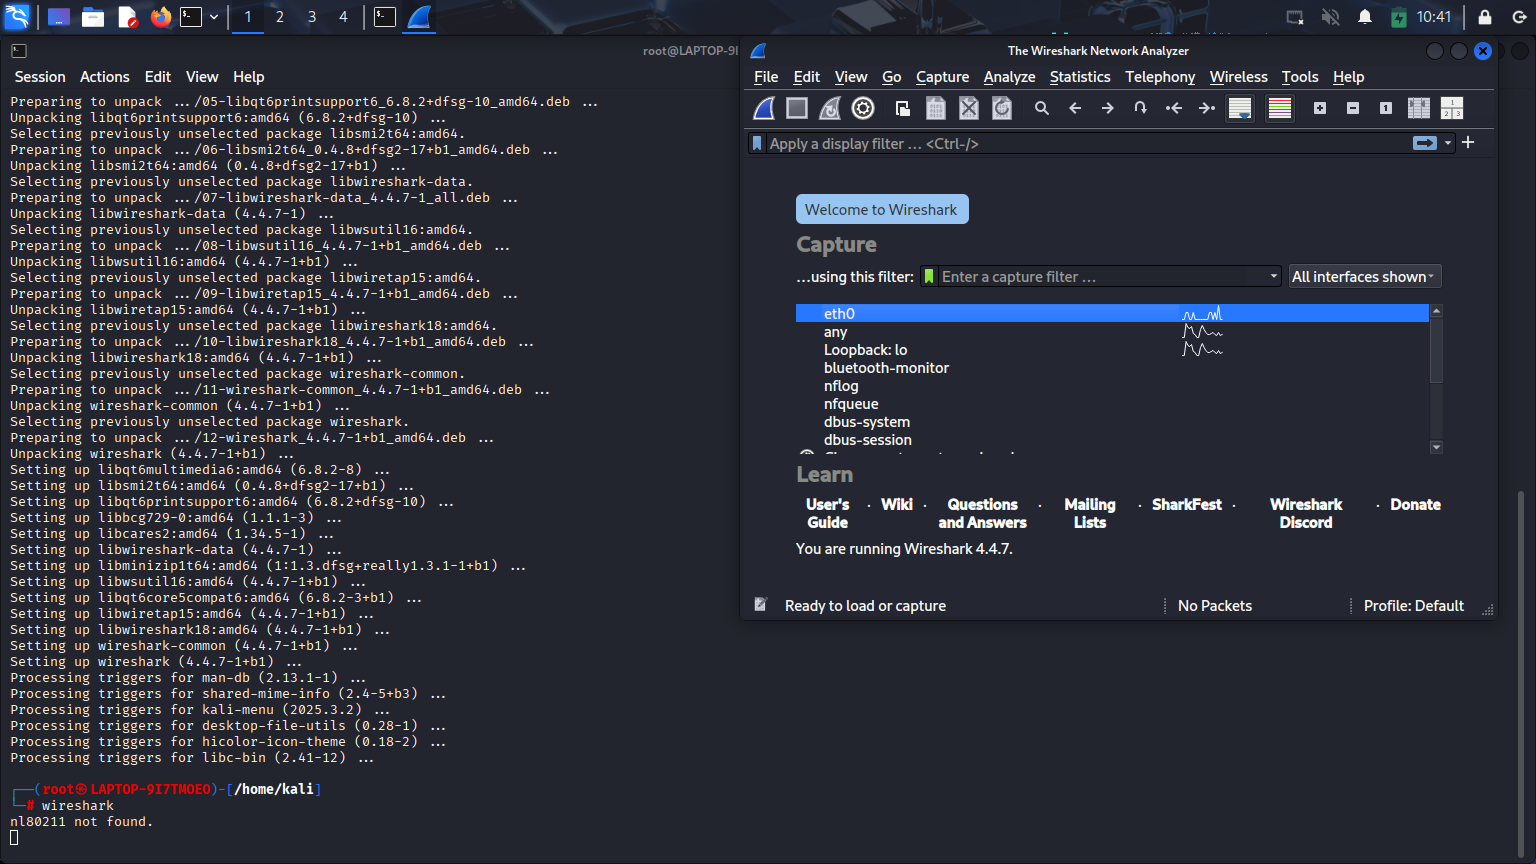 1 2 3 4
10:41
root@LAPTOP-9I
Session Actions Edit View Help
Preparing to unpack .../05-libqt6printsupport6_6.8.2+dfsg-10_amd64.deb ...
Unpacking libqt6printsupport6:amd64 (6.8.2+dfsg-10) ...
Selecting previously unselected package libsmi2t64:amd64.
Preparing to unpack .../06-libsmi2t64_0.4.8+dfsg2-17+b1_amd64.deb ...
Unpacking libsmi2t64:amd64 (0.4.8+dfsg2-17+b1) ...
Selecting previously unselected package libwireshark-data.
Preparing to unpack .../07-libwireshark-data_4.4.7-1_all.deb ...
Unpacking libwireshark-data (4.4.7-1) ...
Selecting previously unselected package libwsutil16:amd64.
Preparing to unpack .../08-libwsutil16_4.4.7-1+b1_amd64.deb ...
Unpacking libwsutil16:amd64 (4.4.7-1+b1) ...
Selecting previously unselected package libwiretap15:amd64.
Preparing to unpack .../09-libwiretap15_4.4.7-1+b1_amd64.deb ...
Unpacking libwiretap15:amd64 (4.4.7-1+b1) ...
Selecting previously unselected package libwireshark18:amd64.
Preparing to unpack .../10-libwireshark18_4.4.7-1+b1_amd64.deb ...
Unpacking libwireshark18:amd64 (4.4.7-1+b1) ...
Selecting previously unselected package wireshark-common.
Preparing to unpack .../11-wireshark-common_4.4.7-1+b1_amd64.deb ...
Unpacking wireshark-common (4.4.7-1+b1) ...
Selecting previously unselected package wireshark.
Preparing to unpack .../12-wireshark_4.4.7-1+b1_amd64.deb ...
Unpacking wireshark (4.4.7-1+b1) ...
Setting up libqt6multimedia6:amd64 (6.8.2-8) ...
Setting up libsmi2t64:amd64 (0.4.8+dfsg2-17+b1) ...
Setting up libqt6printsupport6:amd64 (6.8.2+dfsg-10) ...
Setting up libbcg729-0:amd64 (1.1.1-3) ...
Setting up libcares2:amd64 (1.34.5-1) ...
Setting up libwireshark-data (4.4.7-1) ...
Setting up libminizip1t64:amd64 (1:1.3.dfsg+really1.3.1-1+b1) ...
Setting up libwsutil16:amd64 (4.4.7-1+b1) ...
Setting up libqt6core5compat6:amd64 (6.8.2-3+b1) ...
Setting up libwiretap15:amd64 (4.4.7-1+b1) ...
Setting up libwireshark18:amd64 (4.4.7-1+b1) ...
Setting up wireshark-common (4.4.7-1+b1) ...
Setting up wireshark (4.4.7-1+b1) ...
Processing triggers for man-db (2.13.1-1) ...
Processing triggers for shared-mime-info (2.4-5+b3) ...
Processing triggers for kali-menu (2025.3.2) ...
Processing triggers for desktop-file-utils (0.28-1) ...
Processing triggers for hicolor-icon-theme (0.18-2) ...
Processing triggers for libc-bin (2.41-12) ...
┌──(root㉿LAPTOP-9I7TMOEO)-[/home/kali]
└─# wireshark
nl80211 not found.
The Wireshark Network Analyzer
File Edit View Go Capture Analyze Statistics Telephony Wireless Tools Help
Apply a display filter ... <Ctrl-/>
Welcome to Wireshark
Capture
...using this filter: Enter a capture filter ... All interfaces shown
eth0
any
Loopback: lo
bluetooth-monitor
nflog
nfqueue
dbus-system
dbus-session
Learn
User's Guide · Wiki · Questions and Answers · Mailing Lists · SharkFest · Wireshark Discord · Donate
You are running Wireshark 4.4.7.
Ready to load or capture No Packets Profile: Default